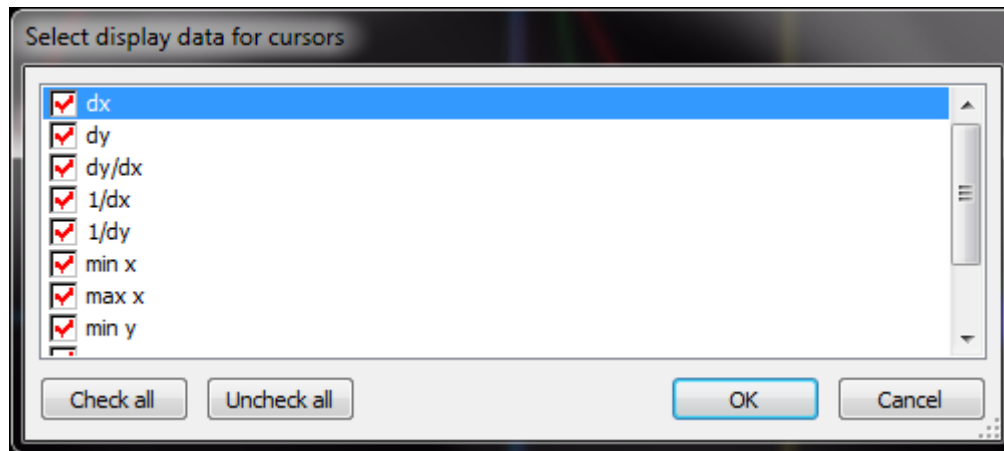 Select display data for cursors
dx
dy
dy/dx
1/dx
1/dy
min x
max x
min y
Check all
Uncheck all
OK
Cancel